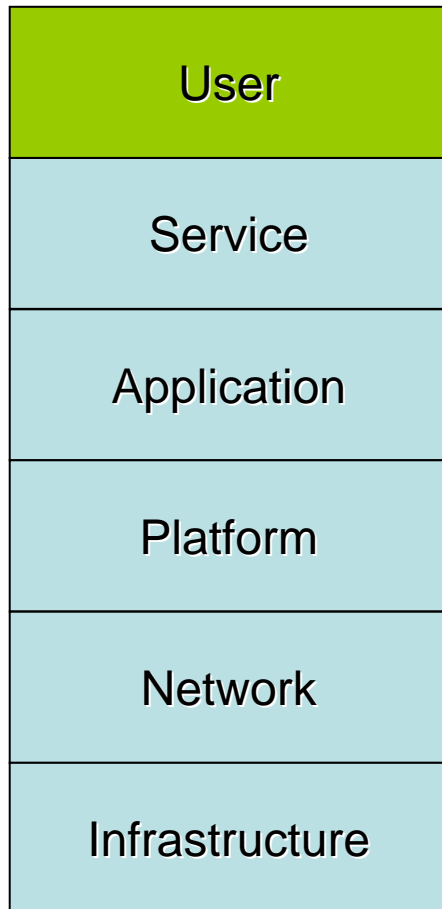 User
Service
Application
Platform
Network
Infrastructure